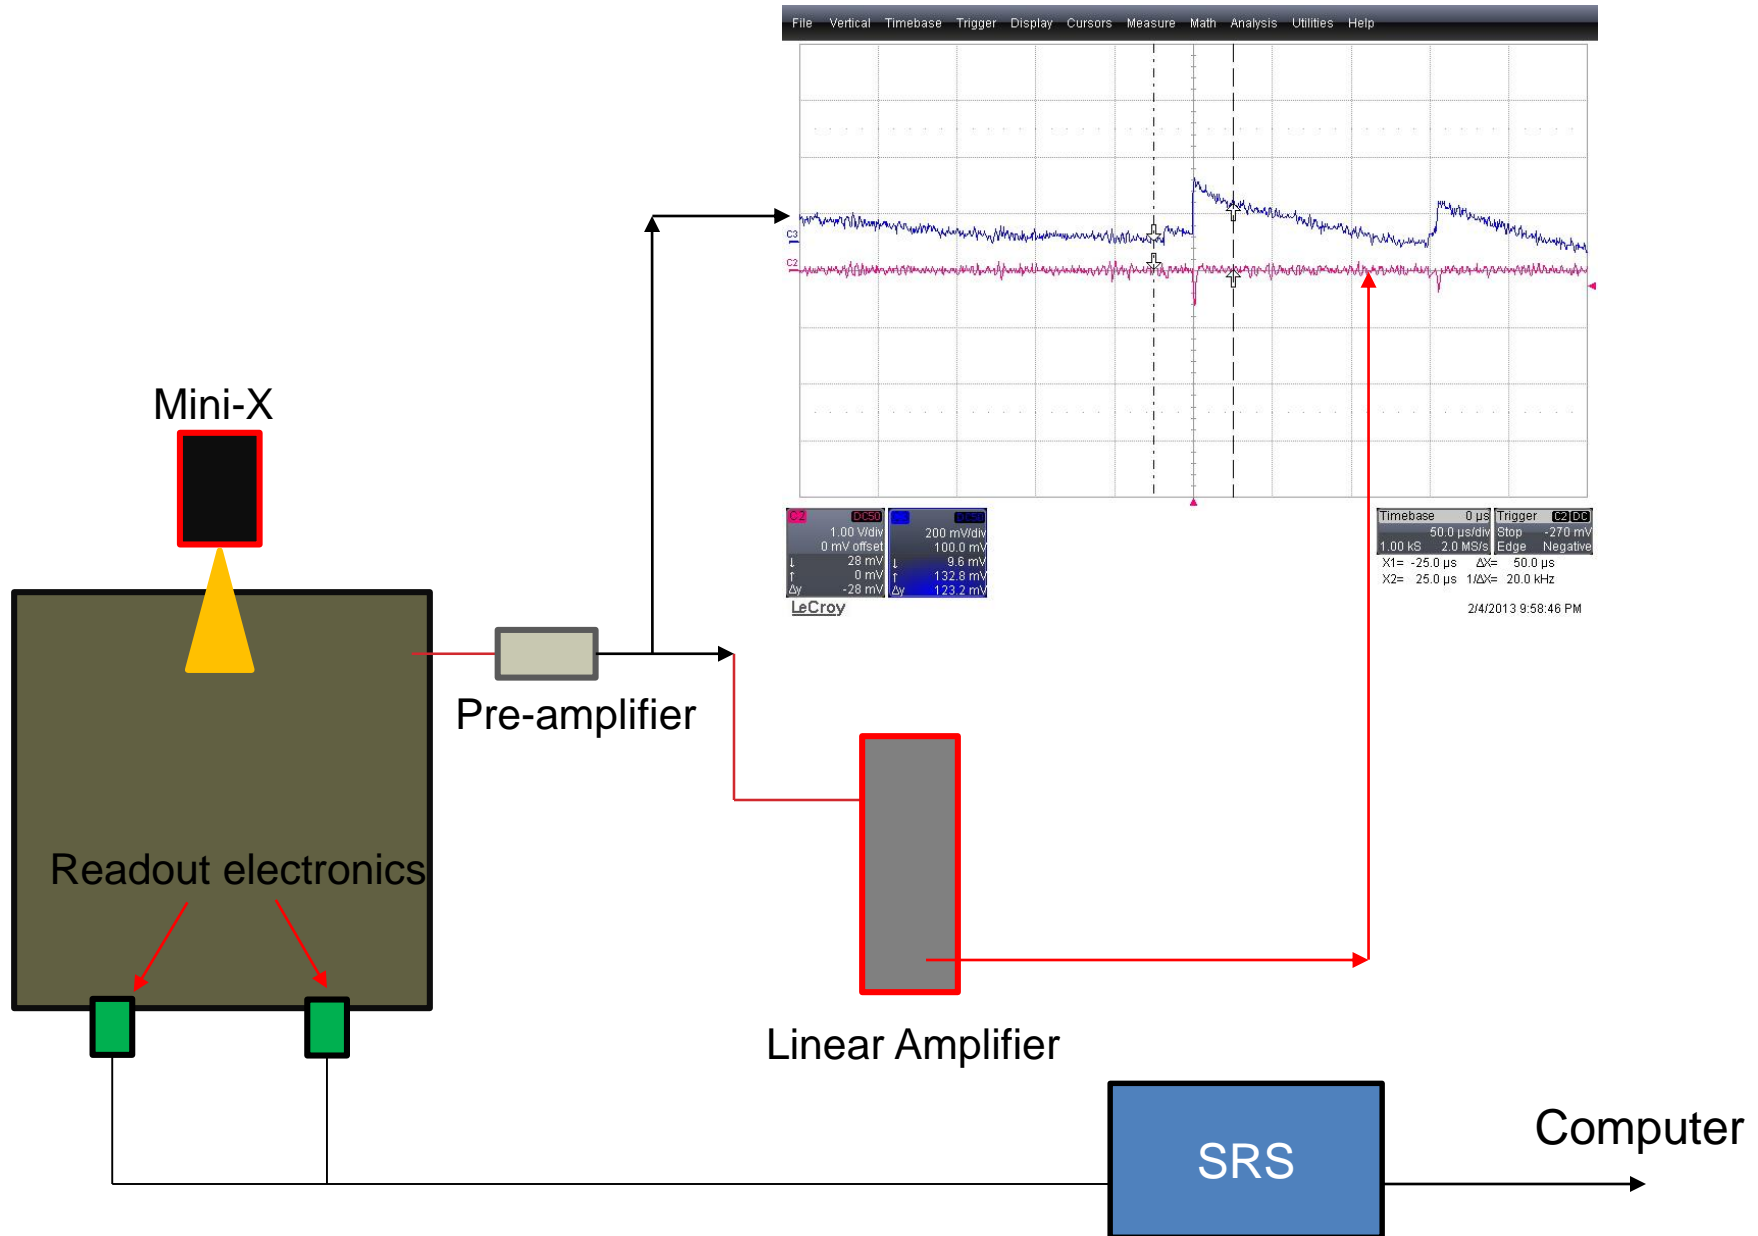 File Vertical Timebase Trigger Display Cursors Measure Math Analysis Utilities Help
C3
C2
Mini-X
C2 DC50
1.00 V/div
0 mV offset
↓ 28 mV
↑ 0 mV
Δy -28 mV
DC50
200 mV/div
100.0 mV
↓ 9.6 mV
↑ 132.8 mV
Δy 123.2 mV
Timebase 0 µs
50.0 µs/div
1.00 kS 2.0 MS/s
Trigger C2 DC
Stop -270 mV
Edge Negative
X1= -25.0 µs ΔX= 50.0 µs
X2= 25.0 µs 1/ΔX= 20.0 kHz
LeCroy
2/4/2013 9:58:46 PM
Pre-amplifier
Readout electronics
Linear Amplifier
SRS
Computer